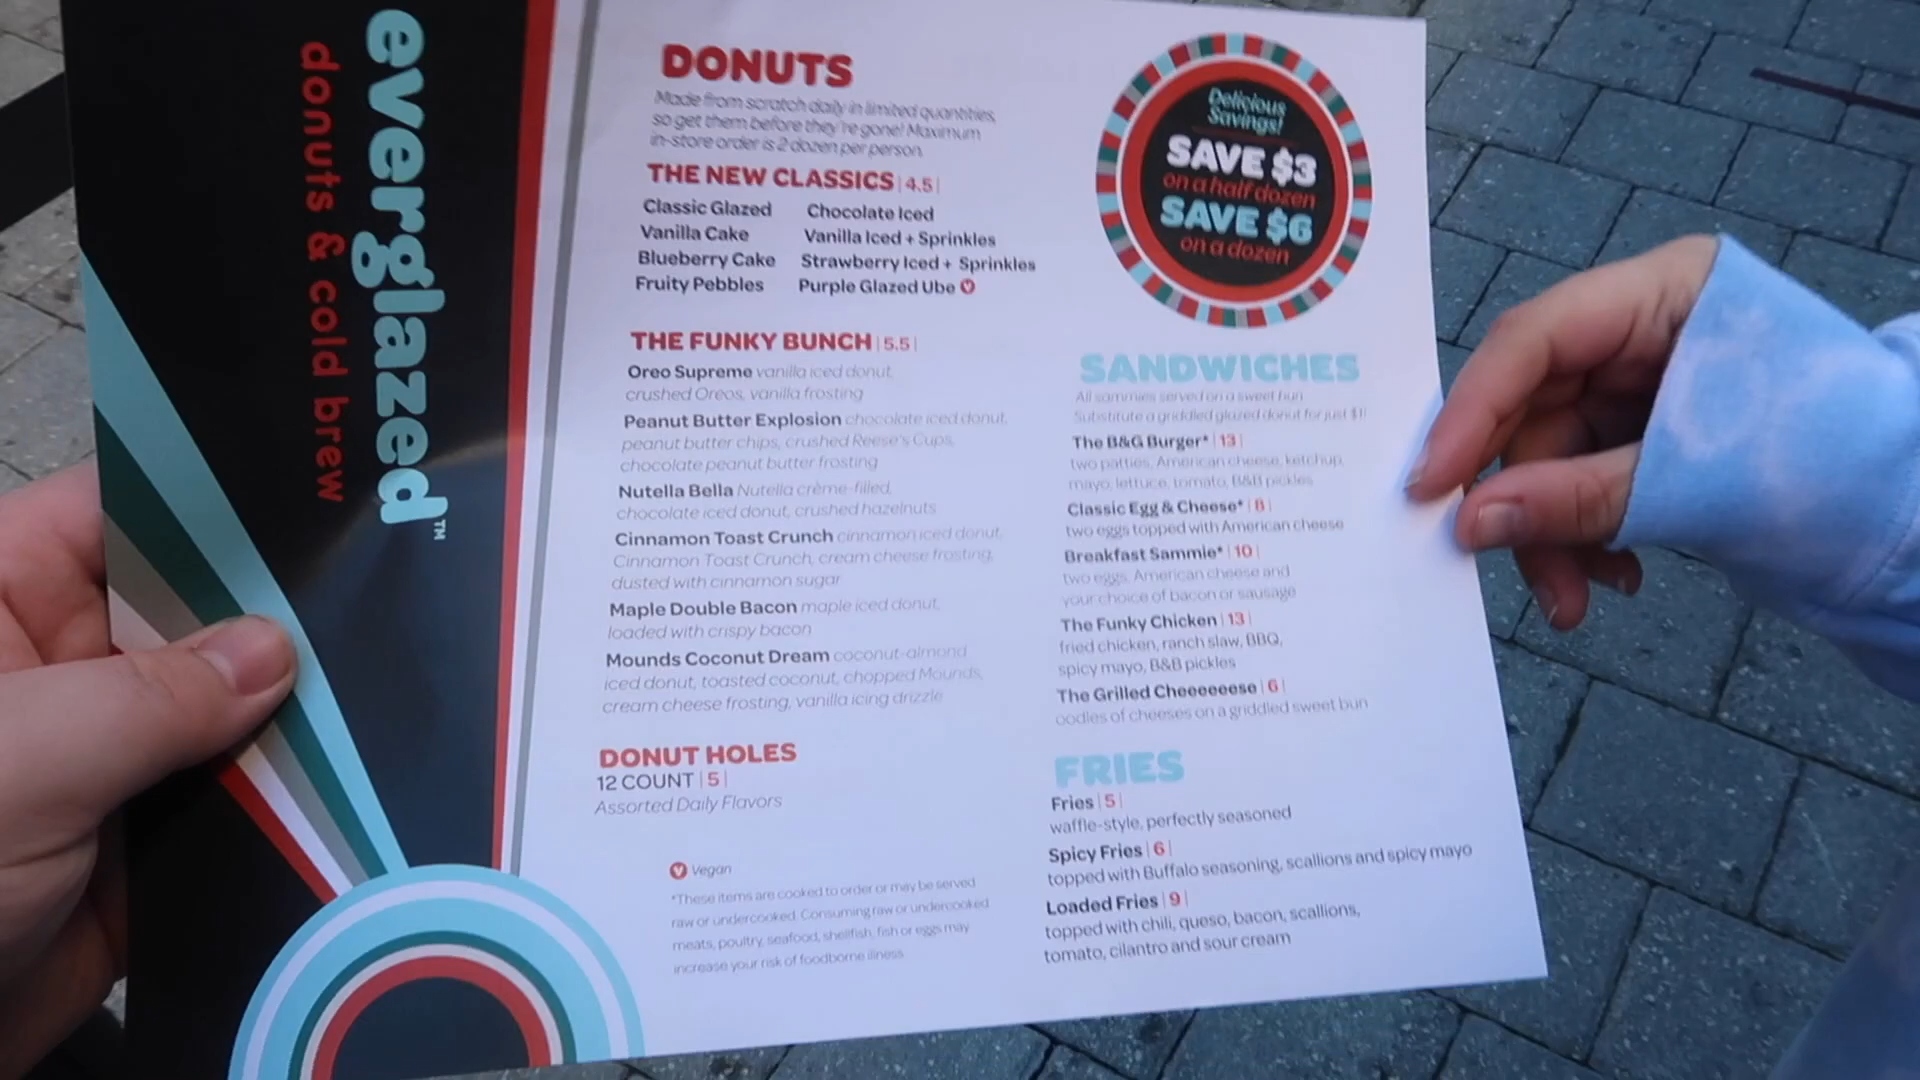 everglazed™
donuts & cold brew
DONUTS
Made from scratch daily in limited quantities,
so get them before they're gone! Maximum
in-store order is 2 dozen per person.
THE NEW CLASSICS | 4.5 |
Classic Glazed
Vanilla Cake
Blueberry Cake
Fruity Pebbles
Chocolate Iced
Vanilla Iced + Sprinkles
Strawberry Iced + Sprinkles
Purple Glazed Ube V
THE FUNKY BUNCH | 5.5 |
Oreo Supreme vanilla iced donut,
crushed Oreos, vanilla frosting
Peanut Butter Explosion chocolate iced donut,
peanut butter chips, crushed Reese's Cups,
chocolate peanut butter frosting
Nutella Bella Nutella crème-filled,
chocolate iced donut, crushed hazelnuts
Cinnamon Toast Crunch cinnamon iced donut,
Cinnamon Toast Crunch, cream cheese frosting,
dusted with cinnamon sugar
Maple Double Bacon maple iced donut,
loaded with crispy bacon
Mounds Coconut Dream coconut-almond
iced donut, toasted coconut, chopped Mounds,
cream cheese frosting, vanilla icing drizzle
DONUT HOLES
12 COUNT | 5 |
Assorted Daily Flavors
V Vegan
*These items are cooked to order or may be served
raw or undercooked. Consuming raw or undercooked
meats, poultry, seafood, shellfish, fish or eggs may
increase your risk of foodborne illness.
Delicious
Savings!
SAVE $3
on a half dozen
SAVE $6
on a dozen
SANDWICHES
All sammies served on a sweet bun
Substitute a griddled glazed donut for just $1!
The B&G Burger* | 13 |
two patties, American cheese, ketchup,
mayo, lettuce, tomato, B&B pickles
Classic Egg & Cheese* | 8 |
two eggs topped with American cheese
Breakfast Sammie* | 10 |
two eggs, American cheese and
your choice of bacon or sausage
The Funky Chicken | 13 |
fried chicken, ranch slaw, BBQ,
spicy mayo, B&B pickles
The Grilled Cheeeeeese | 6 |
oodles of cheeses on a griddled sweet bun
FRIES
Fries | 5 |
waffle-style, perfectly seasoned
Spicy Fries | 6 |
topped with Buffalo seasoning, scallions and spicy mayo
Loaded Fries | 9 |
topped with chili, queso, bacon, scallions,
tomato, cilantro and sour cream